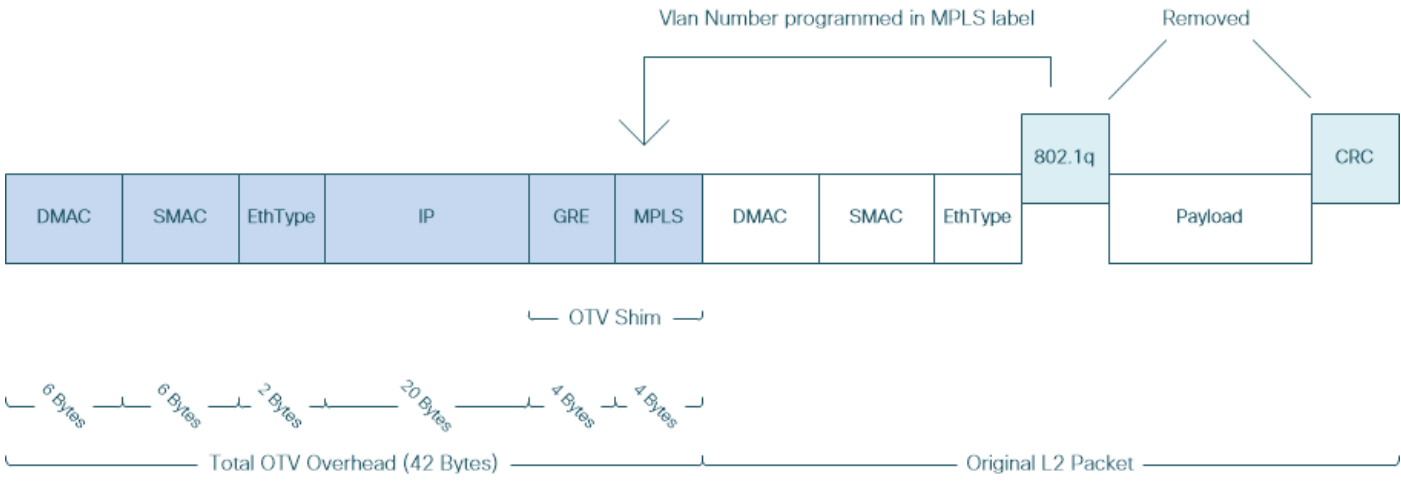 Vlan Number programmed in MPLS label
Removed
802.1q
CRC
DMAC
SMAC
EthType
IP
GRE
MPLS
DMAC
SMAC
EthType
Payload
OTV Shim
6 Bytes
6 Bytes
2 Bytes
20 Bytes
4 Bytes
4 Bytes
Total OTV Overhead (42 Bytes)
Original L2 Packet